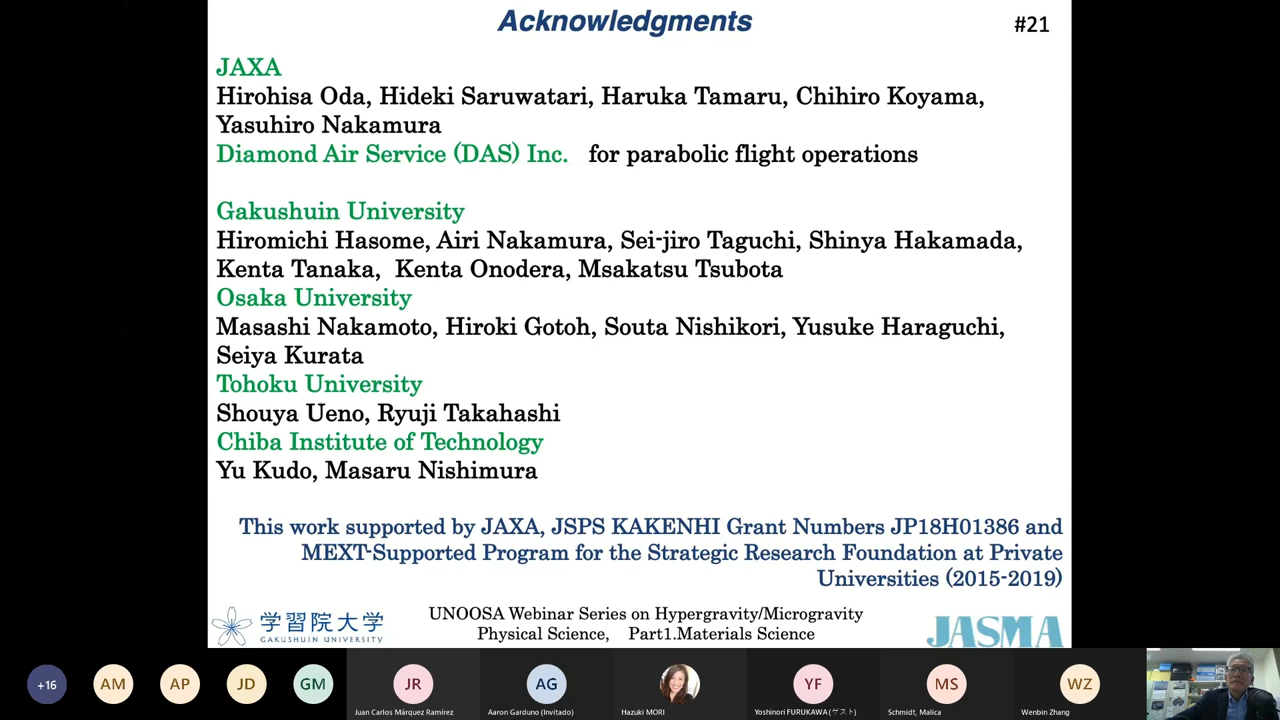 Acknowledgments
#21
JAXA
Hirohisa Oda, Hideki Saruwatari, Haruka Tamaru, Chihiro Koyama,
Yasuhiro Nakamura
Diamond Air Service (DAS) Inc. for parabolic flight operations
Gakushuin University
Hiromichi Hasome, Airi Nakamura, Sei-jiro Taguchi, Shinya Hakamada,
Kenta Tanaka, Kenta Onodera, Msakatsu Tsubota
Osaka University
Masashi Nakamoto, Hiroki Gotoh, Souta Nishikori, Yusuke Haraguchi,
Seiya Kurata
Tohoku University
Shouya Ueno, Ryuji Takahashi
Chiba Institute of Technology
Yu Kudo, Masaru Nishimura
This work supported by JAXA, JSPS KAKENHI Grant Numbers JP18H01386 and
MEXT-Supported Program for the Strategic Research Foundation at Private
Universities (2015-2019)
学習院大学
GAKUSHUIN UNIVERSITY
UNOOSA Webinar Series on Hypergravity/Microgravity
Physical Science, Part1.Materials Science
JASMA
+16
AM
AP
JD
GM
JR
AG
YF
MS
WZ
Juan Carlos Márquez Ramírez
Aaron Garduno (Invitado)
Hazuki MORI
Yoshinori FURUKAWA (ゲスト)
Schmidt, Malica
Wenbin Zhang